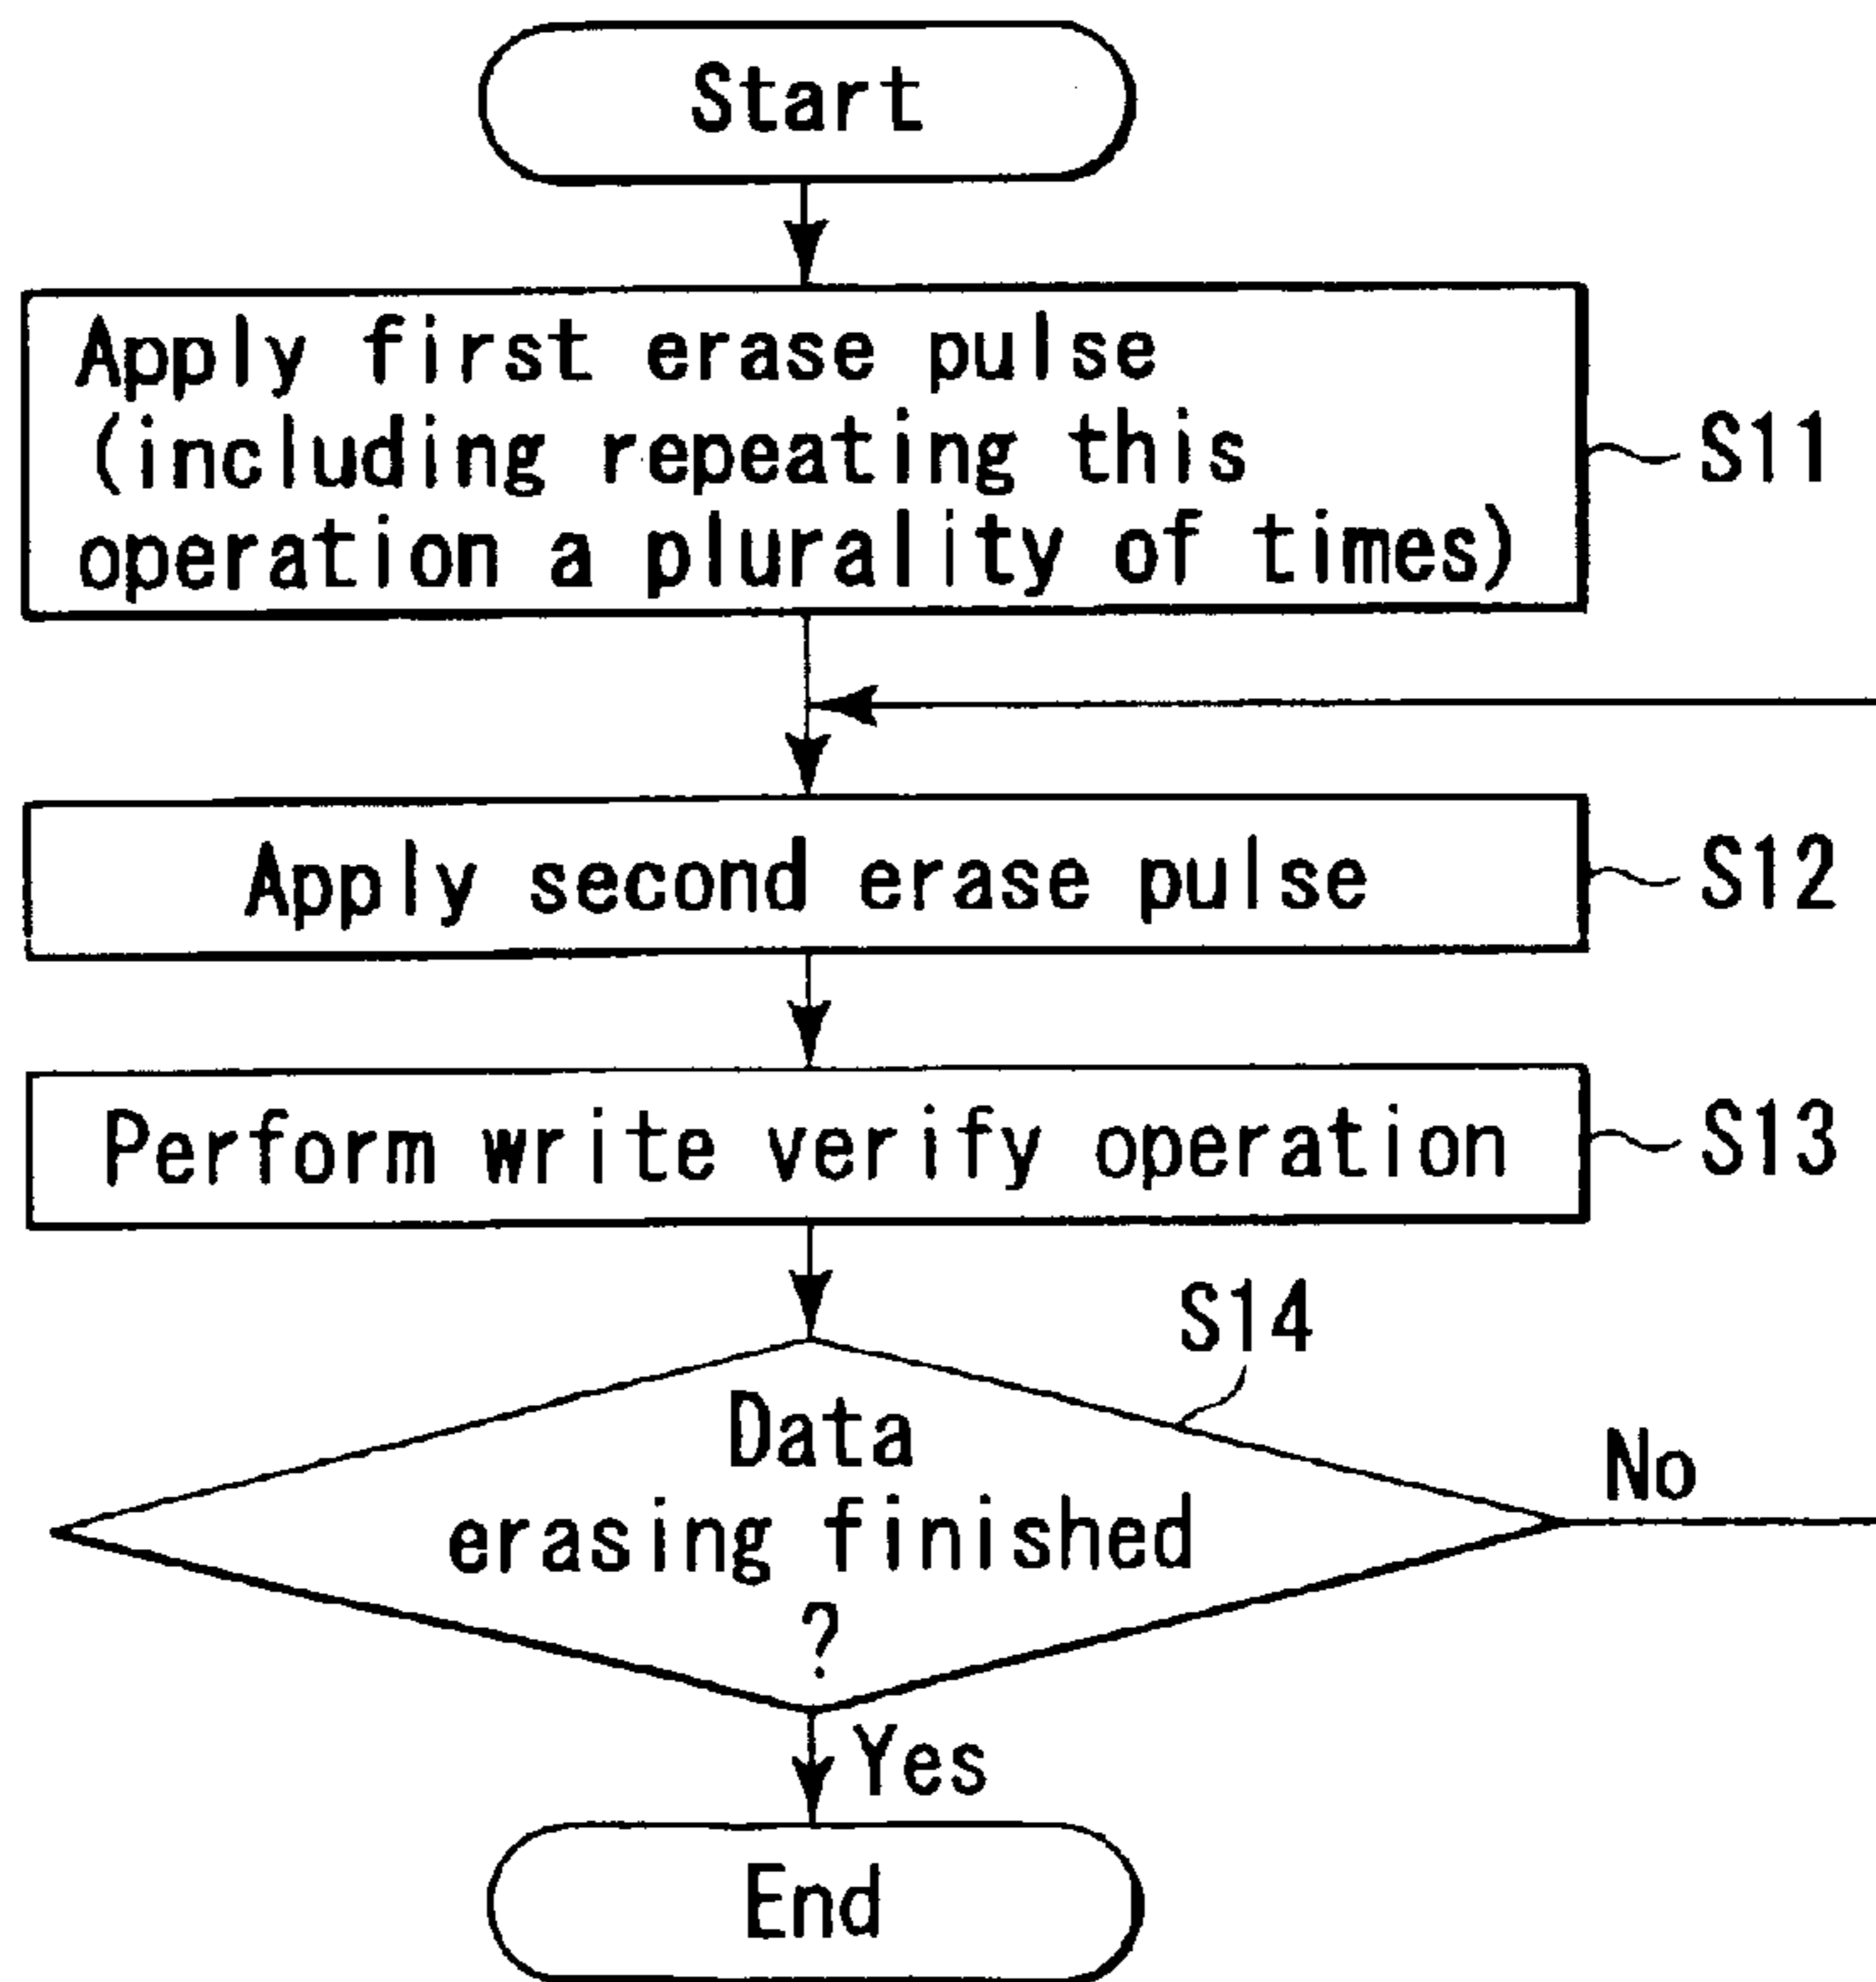 Start
Apply first erase pulse
(including repeating this
operation a plurality of times)
S11
Apply second erase pulse
S12
Perform write verify operation
S13
S14
Data
erasing finished
?
No
Yes
End